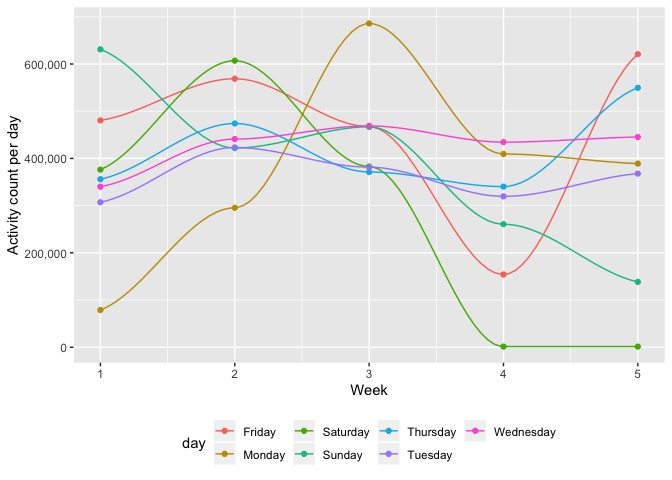 Activity count per day
600,000
400,000
200,000
0
1 2 3 4 5
Week
day
Friday Saturday Thursday Wednesday
Monday Sunday Tuesday